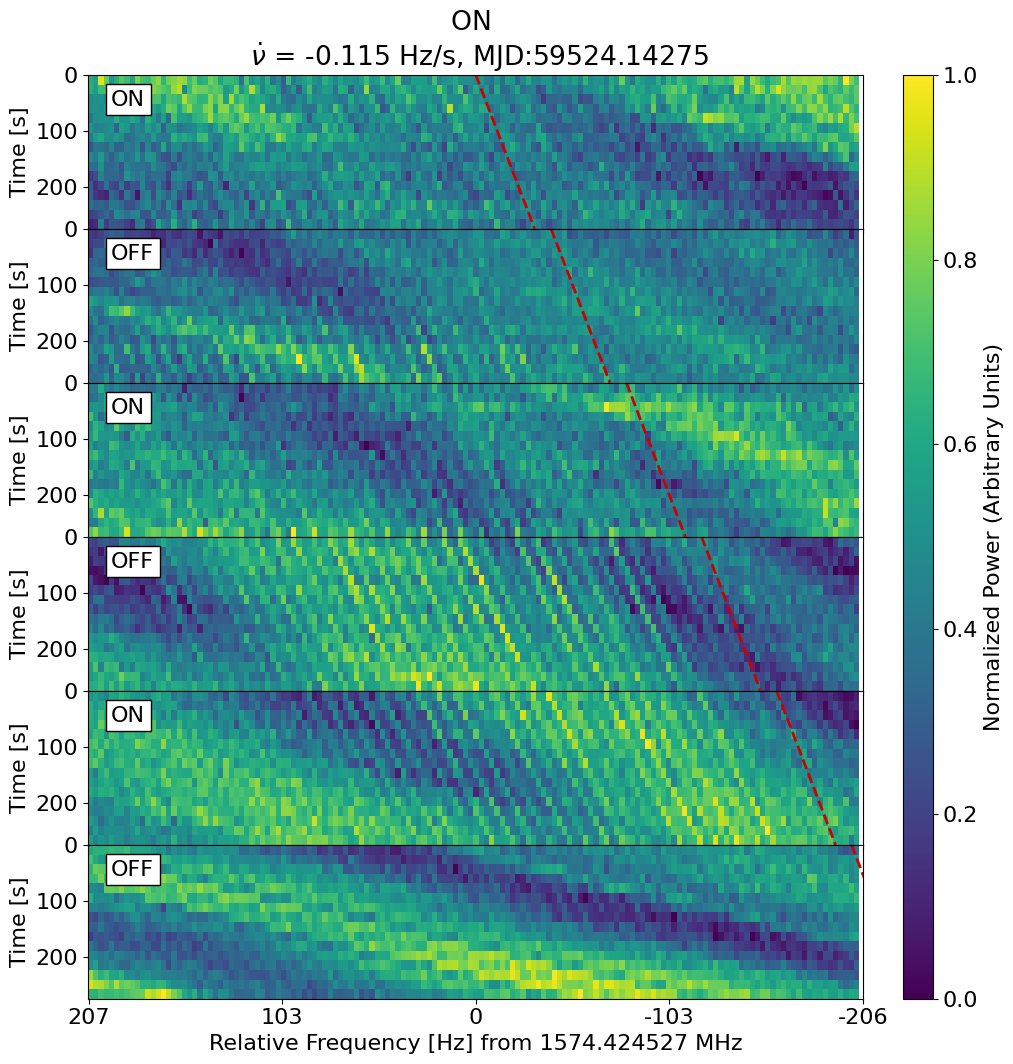 ON
ν̇ = -0.115 Hz/s, MJD:59524.14275
0
ON
100
Time [s]
200
0
OFF
100
Time [s]
200
0
ON
100
Time [s]
200
0
OFF
100
Time [s]
200
0
ON
100
Time [s]
200
0
OFF
100
Time [s]
200
207 103 0 -103 -206
Relative Frequency [Hz] from 1574.424527 MHz
1.0
0.8
0.6
0.4
0.2
0.0
Normalized Power (Arbitrary Units)